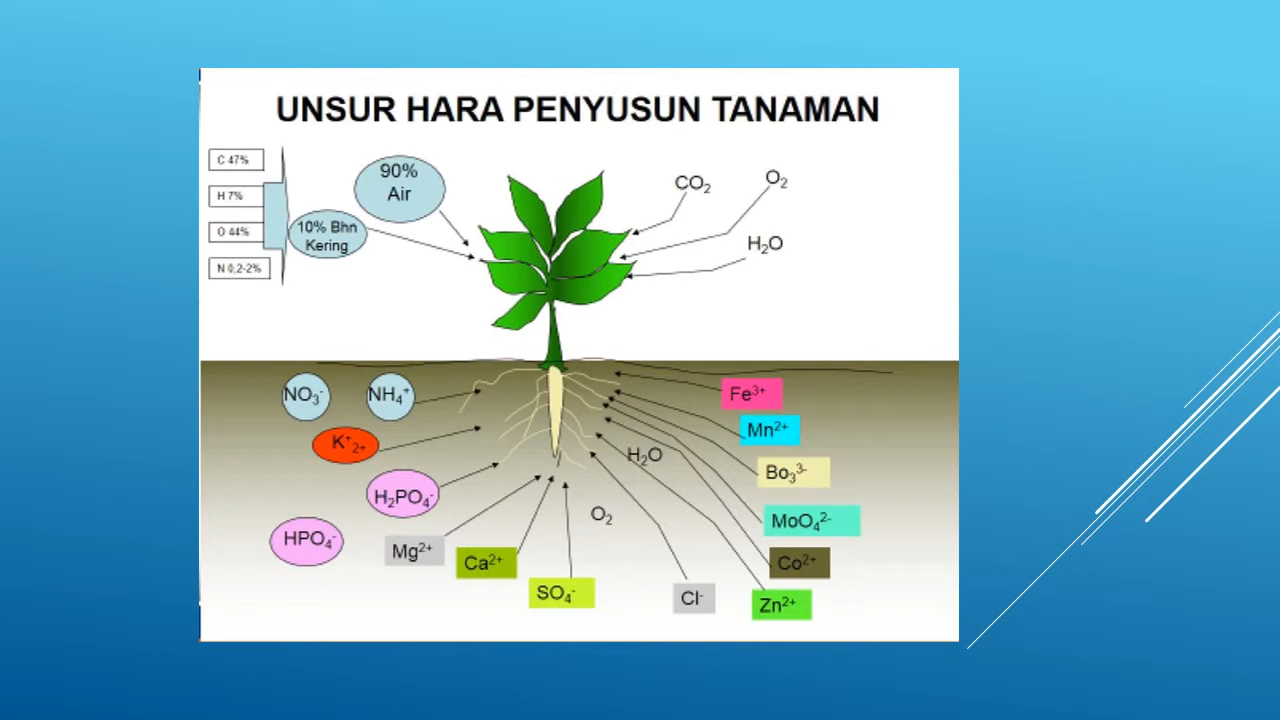 UNSUR HARA PENYUSUN TANAMAN
C 47%
H 7%
O 44%
N 0,2-2%
10% Bhn
Kering
90%
Air
CO₂
O₂
H₂O
NO₃⁻
NH₄⁺
K⁺₂₊
H₂PO₄⁻
HPO₄⁻
Mg²⁺
Ca²⁺
SO₄⁻
O₂
H₂O
Cl⁻
Fe³⁺
Mn²⁺
Bo₃³⁻
MoO₄²⁻
Co²⁺
Zn²⁺